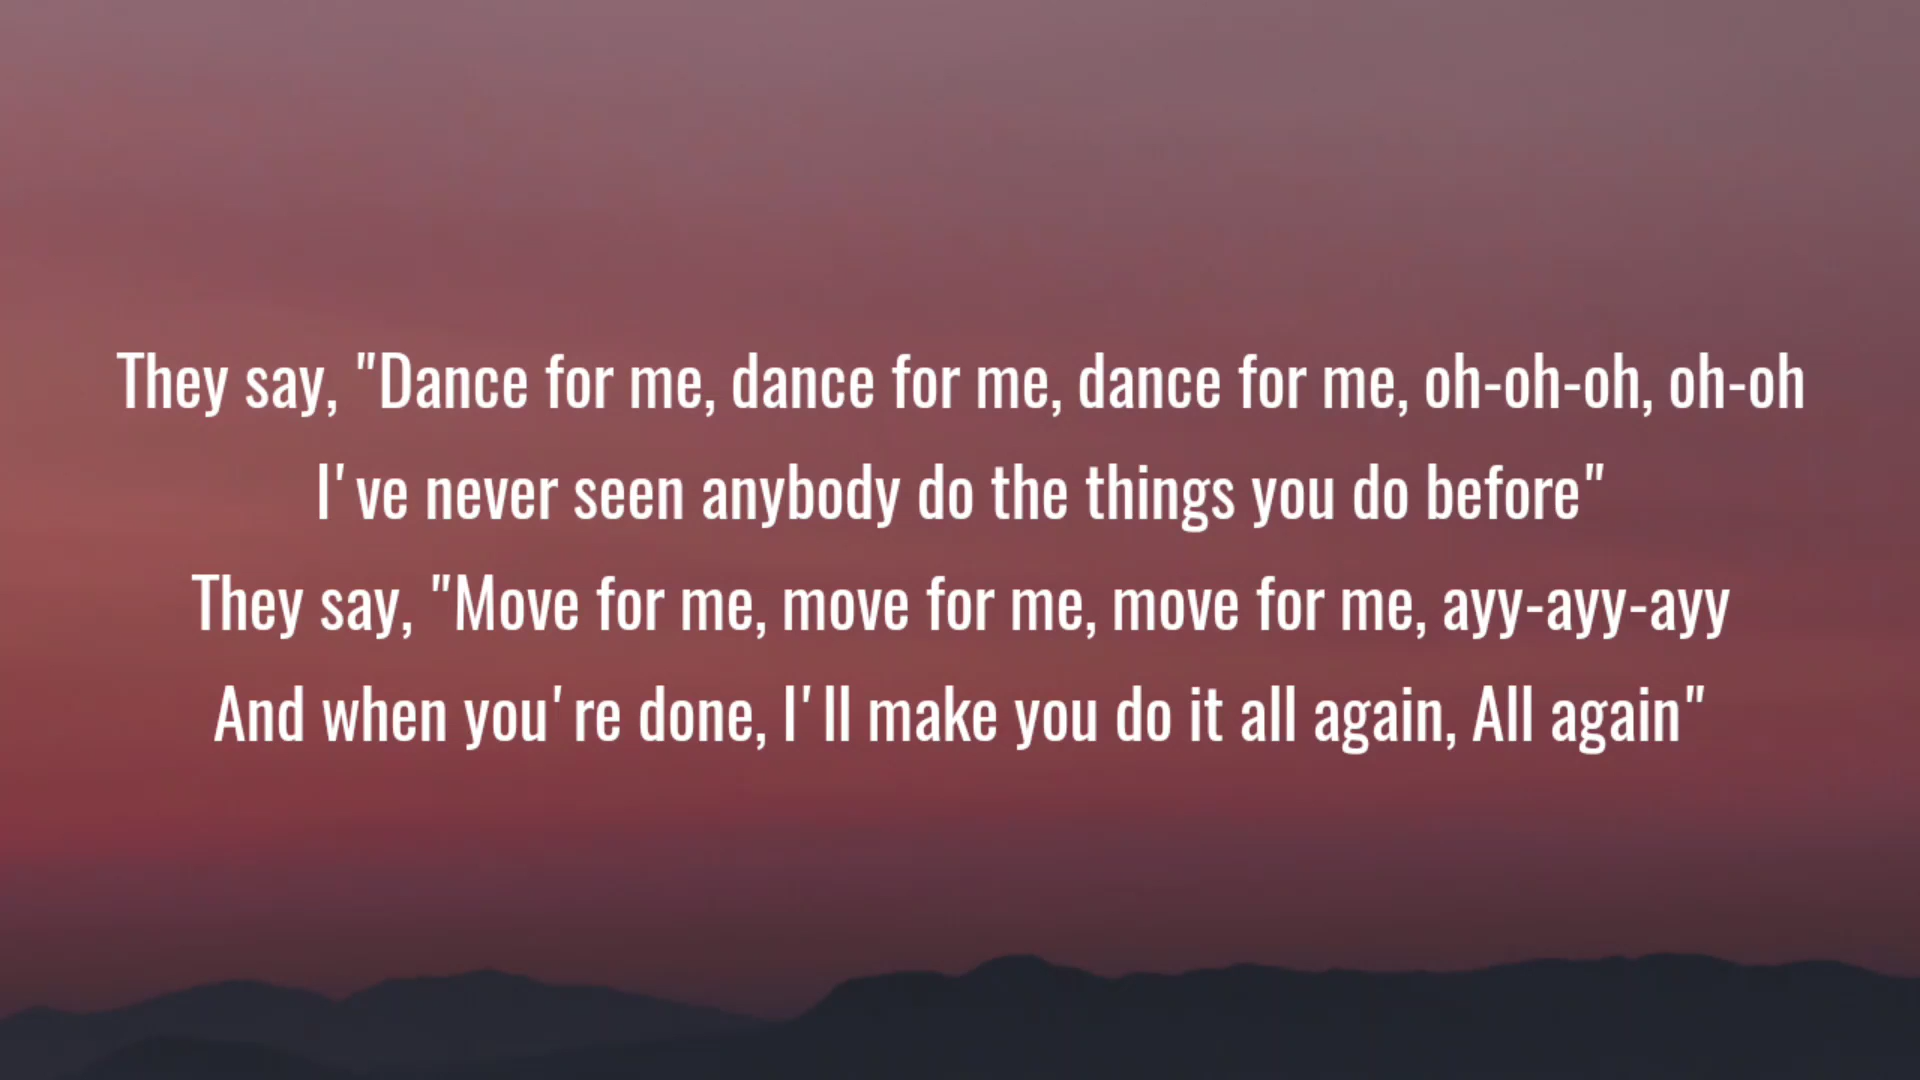 They say, "Dance for me, dance for me, dance for me, oh-oh-oh, oh-oh
I've never seen anybody do the things you do before"
They say, "Move for me, move for me, move for me, ayy-ayy-ayy
And when you're done, I'll make you do it all again, All again"